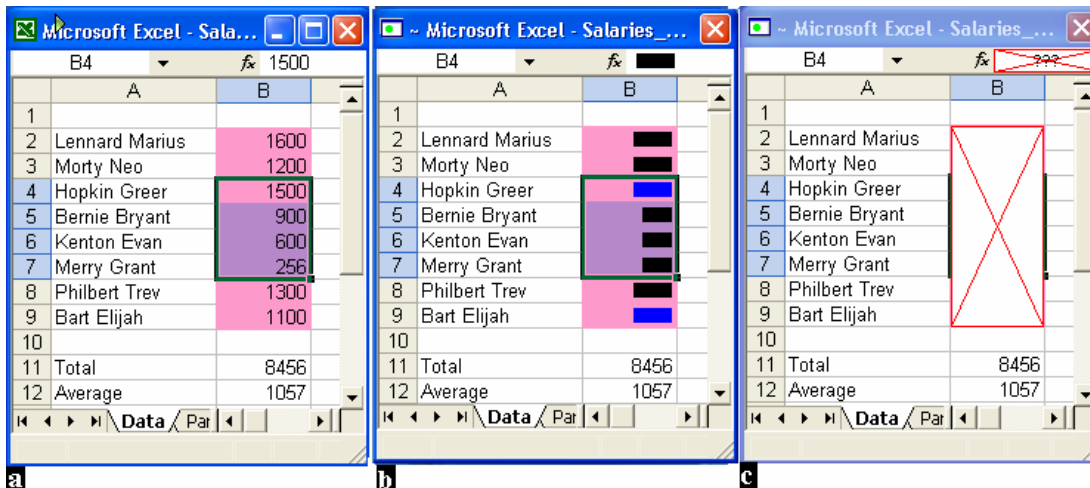 Microsoft Excel - Sala...
B4 fx 1500
A B
1
2 Lennard Marius 1600
3 Morty Neo 1200
4 Hopkin Greer 1500
5 Bernie Bryant 900
6 Kenton Evan 600
7 Merry Grant 256
8 Philbert Trev 1300
9 Bart Elijah 1100
10
11 Total 8456
12 Average 1057
Data Par
a
~ Microsoft Excel - Salaries_...
B4 fx
A B
1
2 Lennard Marius
3 Morty Neo
4 Hopkin Greer
5 Bernie Bryant
6 Kenton Evan
7 Merry Grant
8 Philbert Trev
9 Bart Elijah
10
11 Total 8456
12 Average 1057
Data Par
b
~ Microsoft Excel - Salaries_...
B4 fx ???
A B
1
2 Lennard Marius
3 Morty Neo
4 Hopkin Greer
5 Bernie Bryant
6 Kenton Evan
7 Merry Grant
8 Philbert Trev
9 Bart Elijah
10
11 Total 8456
12 Average 1057
Data Par
c